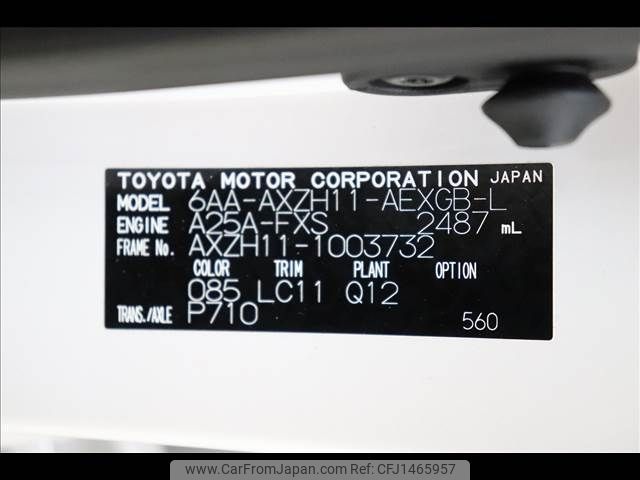 TOYOTA MOTOR CORPORATION JAPAN
MODEL 6AA-AXZH11-AEXGB-L
ENGINE A25A-FXS 2487 mL
FRAME No. AXZH11-1003732
COLOR TRIM PLANT OPTION
085 LC11 Q12
TRANS./AXLE P710
560
www.CarFromJapan.com - CFJ1465957